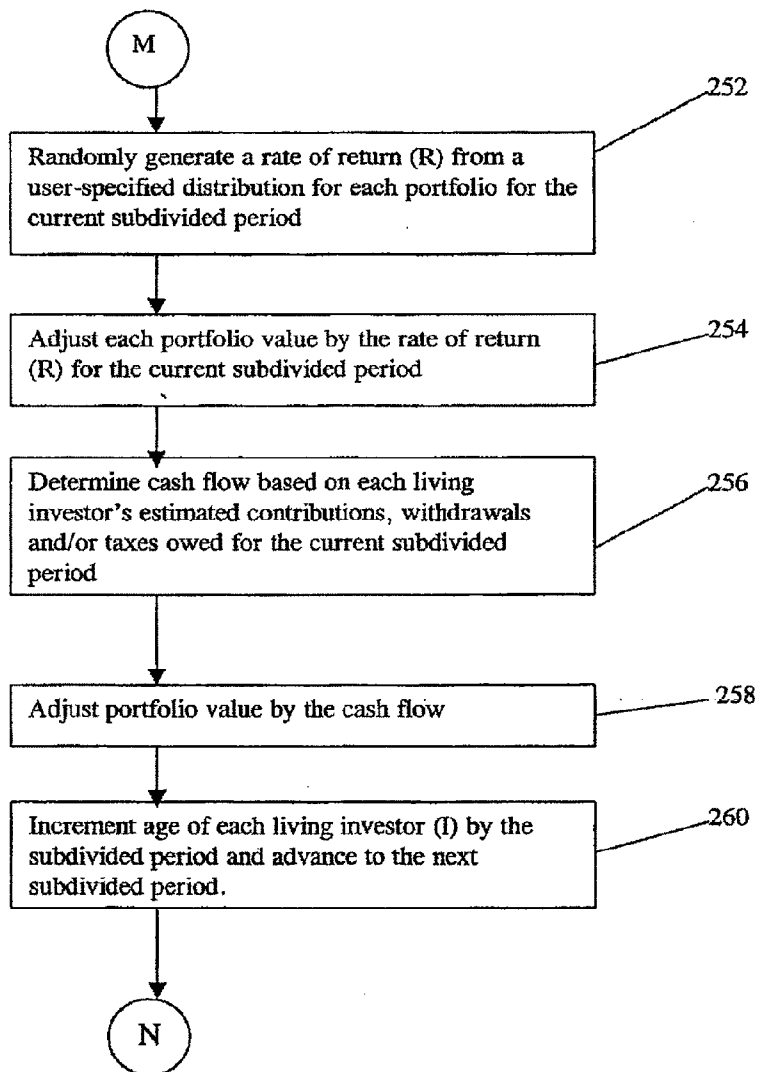 M
252
Randomly generate a rate of return (R) from a
user-specified distribution for each portfolio for the
current subdivided period
254
Adjust each portfolio value by the rate of return
(R) for the current subdivided period
256
Determine cash flow based on each living
investor's estimated contributions, withdrawals
and/or taxes owed for the current subdivided
period
258
Adjust portfolio value by the cash flow
260
Increment age of each living investor (I) by the
subdivided period and advance to the next
subdivided period.
N